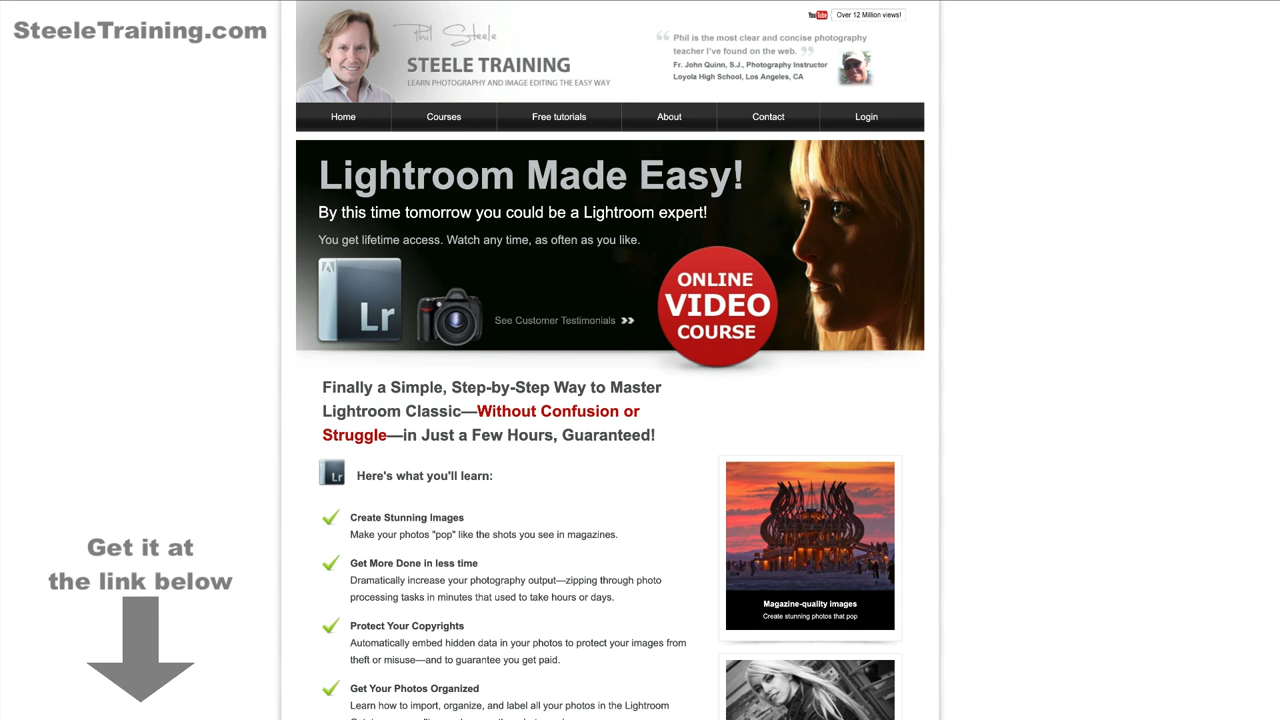 SteeleTraining.com
Phil Steele
STEELE TRAINING
LEARN PHOTOGRAPHY AND IMAGE EDITING THE EASY WAY
YouTube Over 12 Million views!
“ Phil is the most clear and concise photography
teacher I've found on the web. ”
Fr. John Quinn, S.J., Photography Instructor
Loyola High School, Los Angeles, CA
Home Courses Free tutorials About Contact Login
Lightroom Made Easy!
By this time tomorrow you could be a Lightroom expert!
You get lifetime access. Watch any time, as often as you like.
Lr
See Customer Testimonials
ONLINE
VIDEO
COURSE
Finally a Simple, Step-by-Step Way to Master
Lightroom Classic—Without Confusion or
Struggle—in Just a Few Hours, Guaranteed!
Lr Here's what you'll learn:
Create Stunning Images
Make your photos "pop" like the shots you see in magazines.
Get More Done in less time
Dramatically increase your photography output—zipping through photo
processing tasks in minutes that used to take hours or days.
Protect Your Copyrights
Automatically embed hidden data in your photos to protect your images from
theft or misuse—and to guarantee you get paid.
Get Your Photos Organized
Learn how to import, organize, and label all your photos in the Lightroom
Magazine-quality images
Create stunning photos that pop
Get it at
the link below